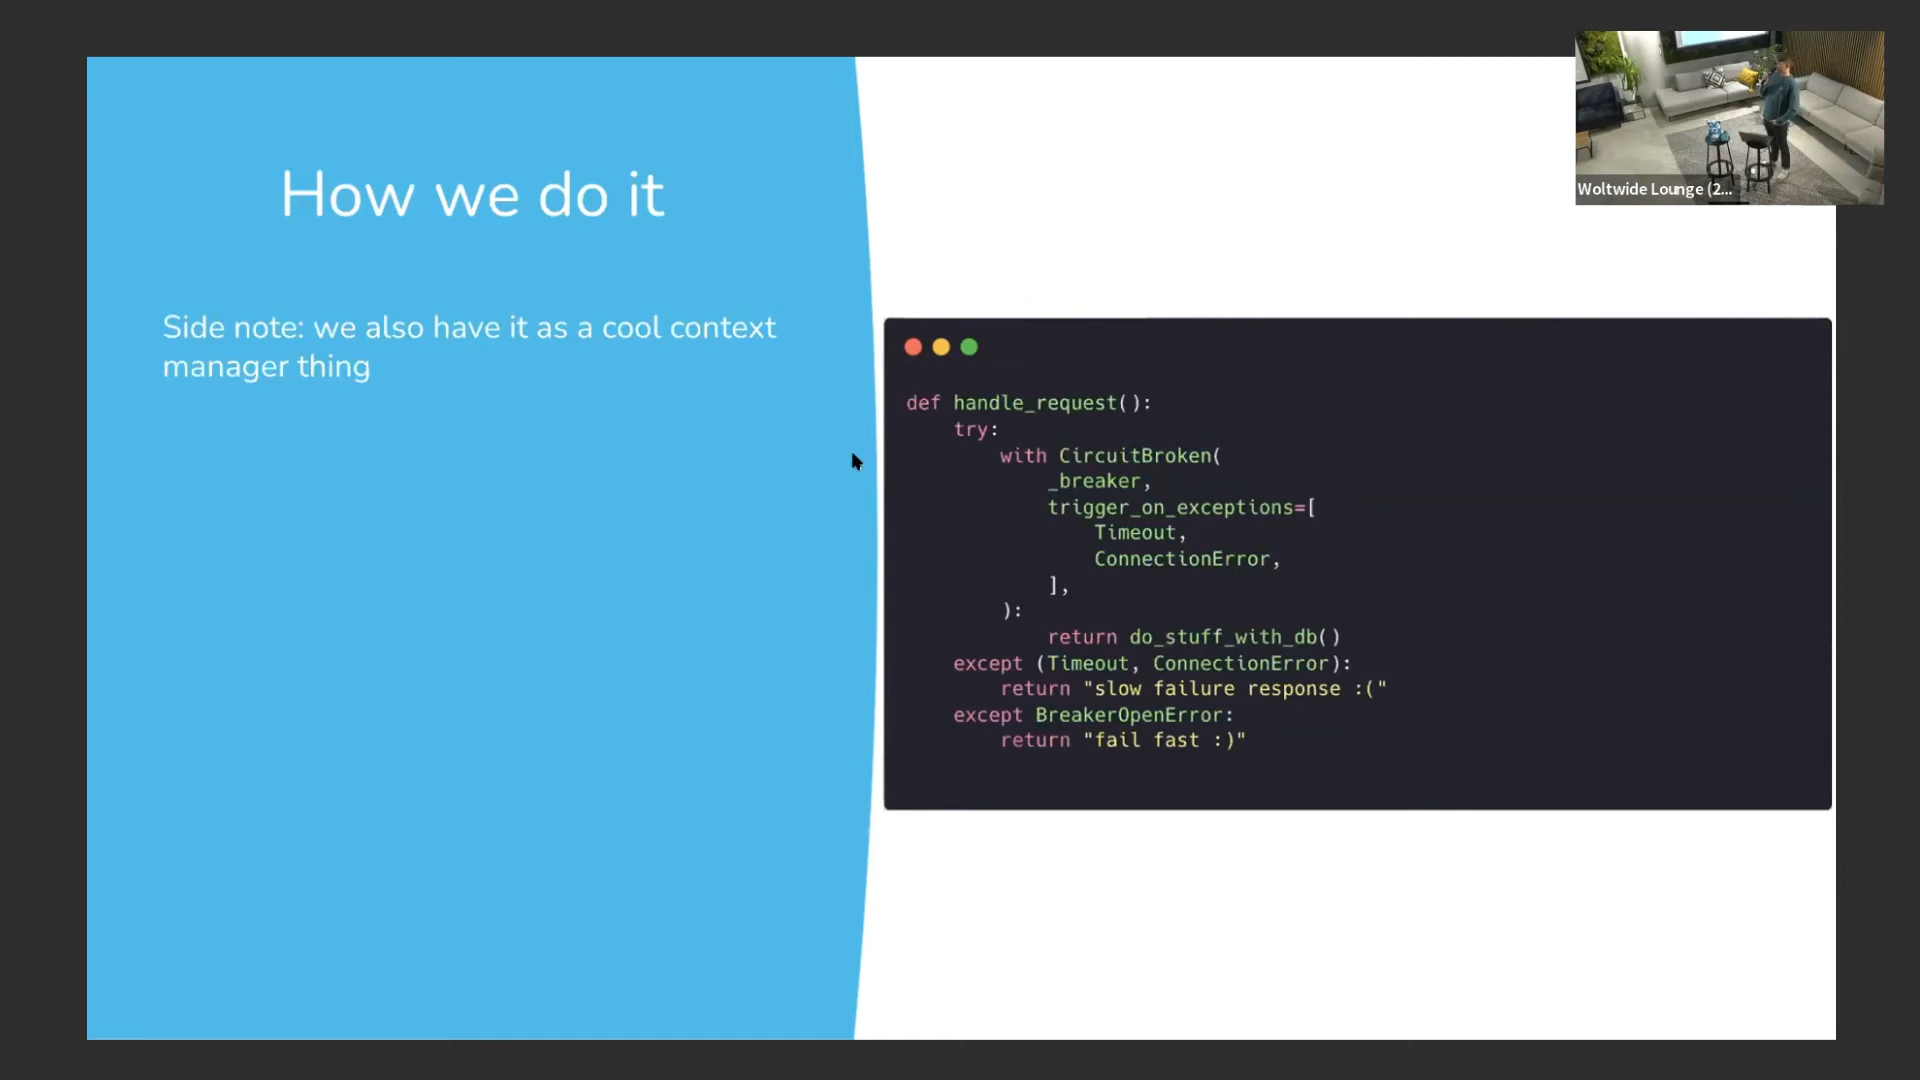 How we do it
Side note: we also have it as a cool context
manager thing
def handle_request():
    try:
        with CircuitBroken(
            _breaker,
            trigger_on_exceptions=[
                Timeout,
                ConnectionError,
            ],
        ):
            return do_stuff_with_db()
    except (Timeout, ConnectionError):
        return "slow failure response :("
    except BreakerOpenError:
        return "fail fast :)"
Woltwide Lounge (2...